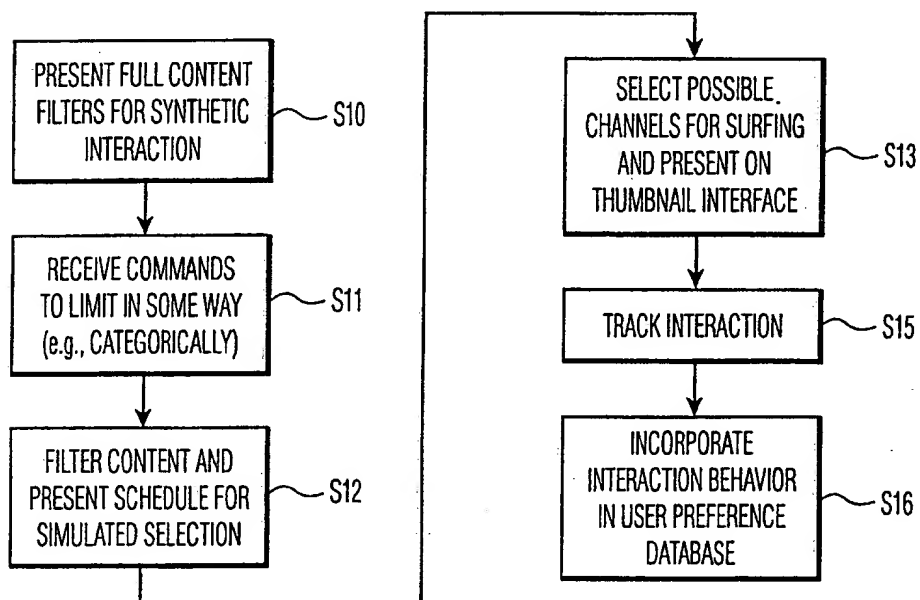 PRESENT FULL CONTENT
FILTERS FOR SYNTHETIC
INTERACTION
S10
RECEIVE COMMANDS
TO LIMIT IN SOME WAY
(e.g., CATEGORICALLY)
S11
FILTER CONTENT AND
PRESENT SCHEDULE FOR
SIMULATED SELECTION
S12
SELECT POSSIBLE.
CHANNELS FOR SURFING
AND PRESENT ON
THUMBNAIL INTERFACE
S13
TRACK INTERACTION
S15
INCORPORATE
INTERACTION BEHAVIOR
IN USER PREFERENCE
DATABASE
S16